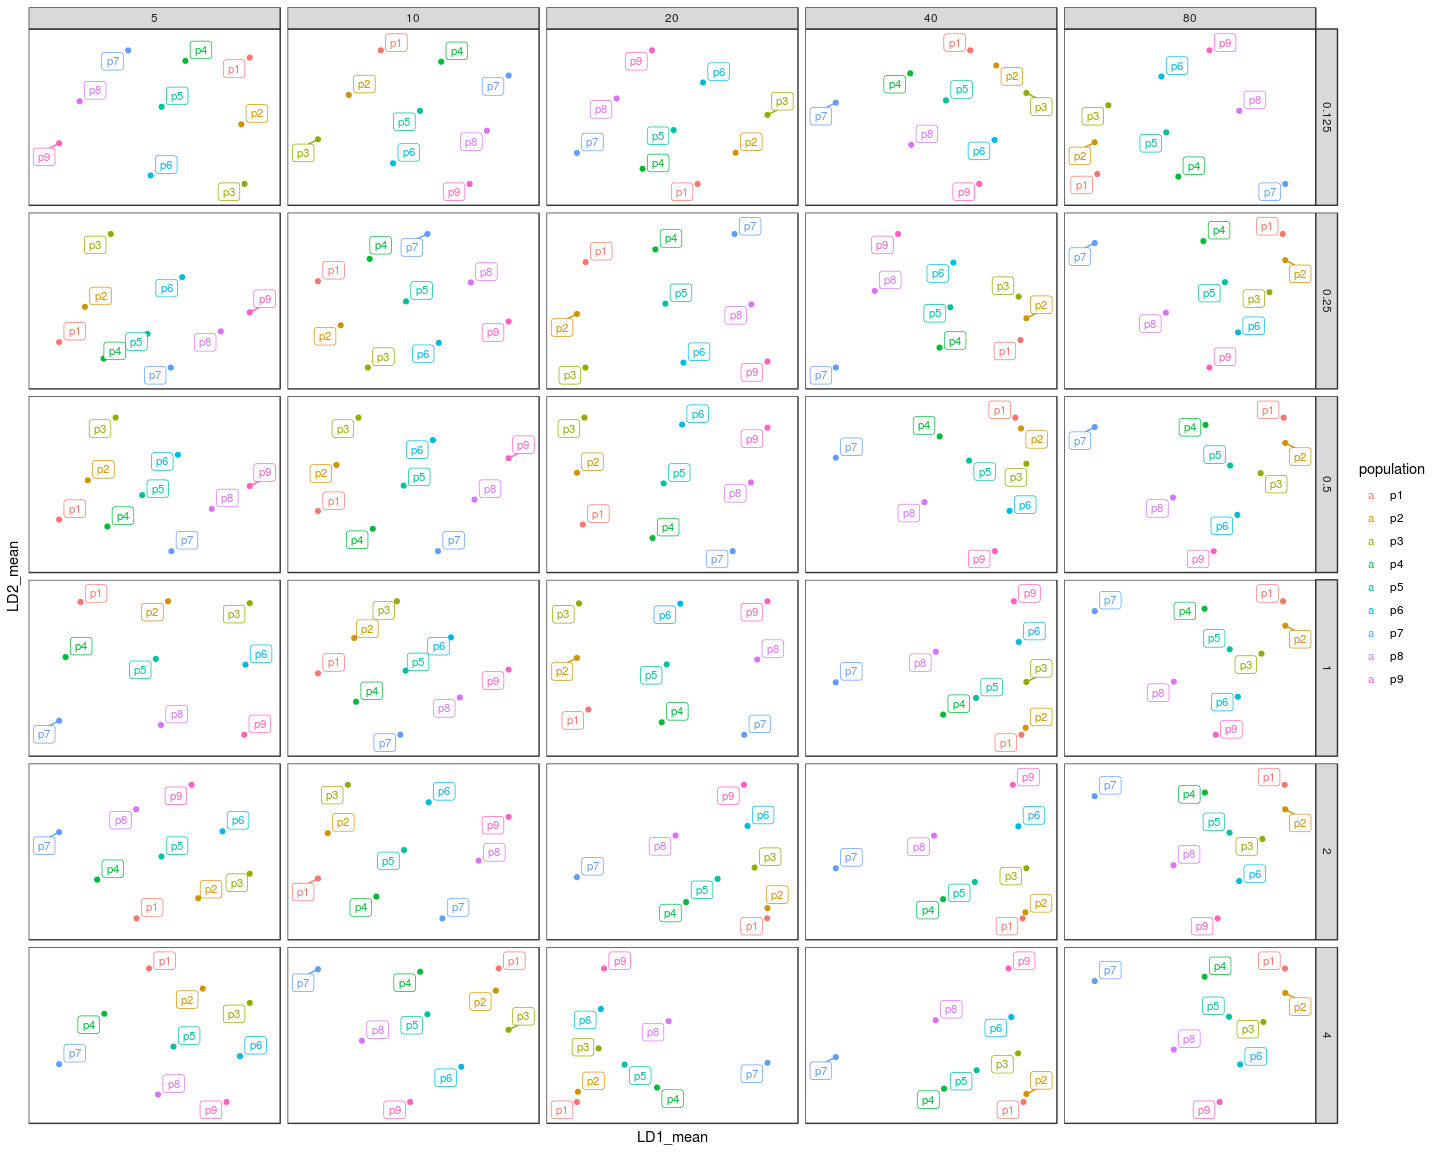 5 10 20 40 80
p4 p7 p1 p8 p5 p2 p9 p6 p3
p1 p4 p7 p2 p5 p8 p6 p3 p9
p9 p6 p3 p8 p5 p2 p7 p4 p1
p1 p2 p4 p5 p3 p7 p8 p6 p9
p9 p6 p8 p3 p5 p2 p4 p1 p7
0.125
p3 p6 p2 p9 p1 p5 p8 p4 p7
p4 p7 p1 p8 p5 p9 p2 p6 p3
p7 p4 p1 p5 p8 p2 p6 p9 p3
p9 p6 p8 p3 p2 p5 p4 p1 p7
p1 p4 p7 p2 p5 p3 p8 p6 p9
0.25
p3 p6 p2 p9 p5 p8 p1 p4 p7
p3 p9 p6 p2 p5 p8 p1 p4 p7
p6 p3 p9 p2 p5 p8 p1 p4 p7
p1 p4 p2 p7 p5 p3 p6 p8 p9
p1 p4 p7 p5 p2 p3 p8 p6 p9
0.5
p1 p2 p3 p4 p6 p5 p8 p9 p7
p3 p2 p6 p5 p1 p9 p4 p8 p7
p3 p9 p6 p8 p2 p5 p4 p1 p7
p9 p6 p8 p3 p7 p5 p4 p2 p1
p1 p7 p4 p5 p2 p3 p8 p6 p9
1
p9 p8 p6 p7 p5 p4 p3 p2 p1
p6 p3 p2 p9 p8 p5 p1 p4 p7
p9 p6 p8 p3 p7 p5 p2 p4 p1
p9 p6 p8 p7 p3 p5 p2 p4 p1
p1 p7 p4 p5 p2 p3 p8 p6 p9
2
p1 p2 p3 p4 p5 p6 p7 p8 p9
p1 p4 p7 p2 p3 p5 p8 p6 p9
p9 p6 p8 p3 p7 p5 p2 p4 p1
p9 p8 p6 p3 p7 p5 p2 p4 p1
p1 p4 p7 p5 p2 p3 p8 p6 p9
4
LD1_mean
LD2_mean
population
a p1
a p2
a p3
a p4
a p5
a p6
a p7
a p8
a p9